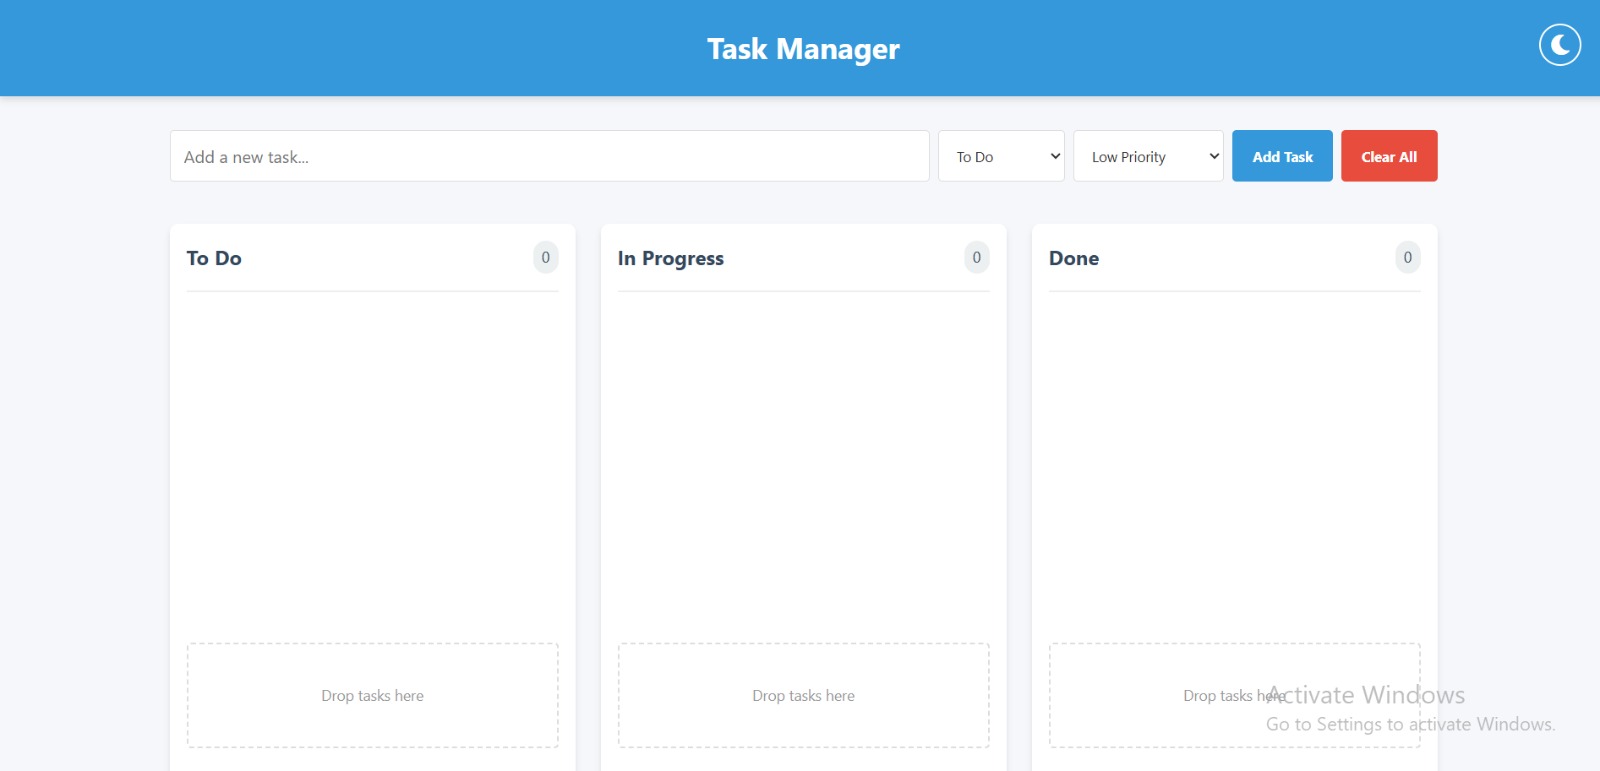 Task Manager
Add a new task...
To Do
Low Priority
Add Task
Clear All
To Do
0
In Progress
0
Done
0
Drop tasks here
Drop tasks here
Drop tasks here
Activate Windows
Go to Settings to activate Windows.